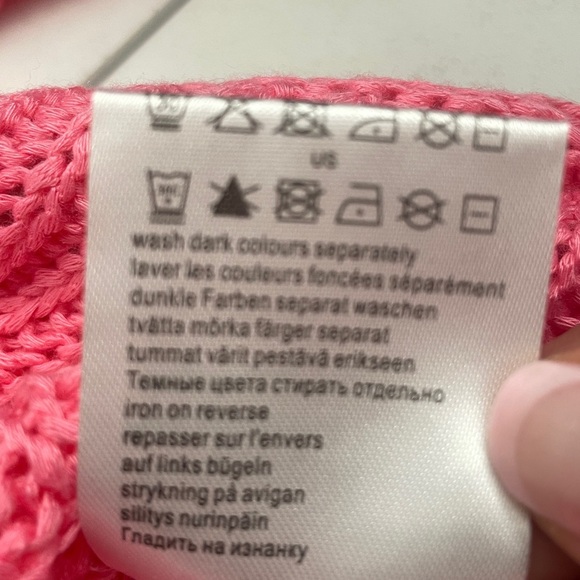 US
wash dark colours separately
laver les couleurs foncées séparément
dunkle Farben separat waschen
tvätta mörka färger separat
tummat värit pestävä erikseen
Темные цвета стирать отдельно
iron on reverse
repasser sur l'envers
auf links bügeln
strykning på avigan
silitys nurinpäin
Гладить на изнанку